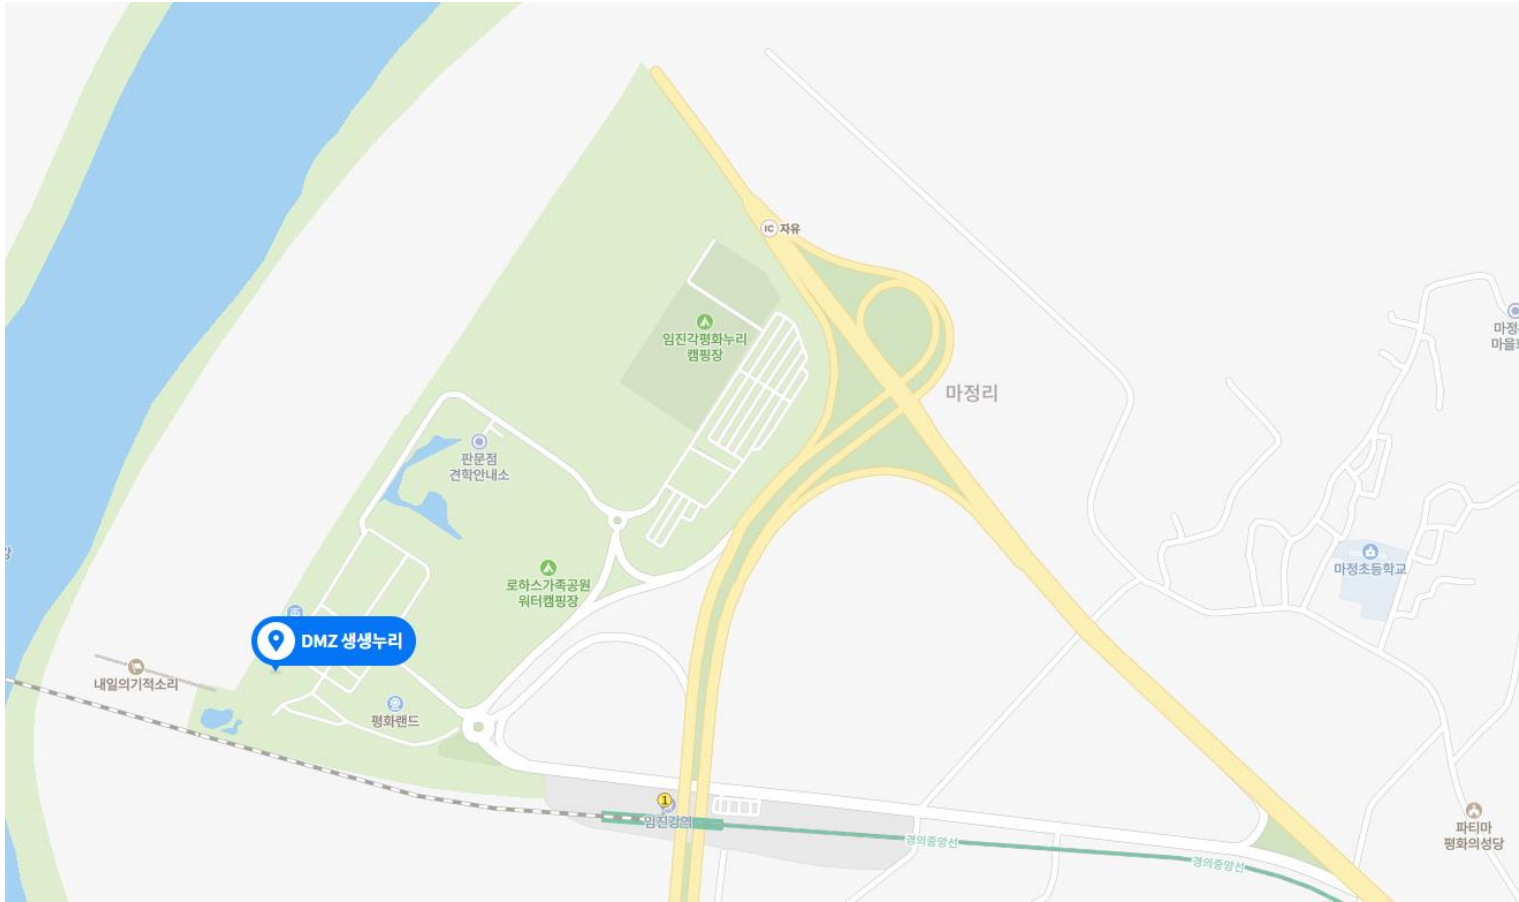 IC 자유
임진각평화누리
캠핑장
마정리
판문점
견학안내소
마정초등학교
로하스가족공원
워터캠핑장
DMZ 생생누리
내일의기적소리
평화랜드
1
임진강역
경의중앙선
경의중앙선
파티마
평화의성당